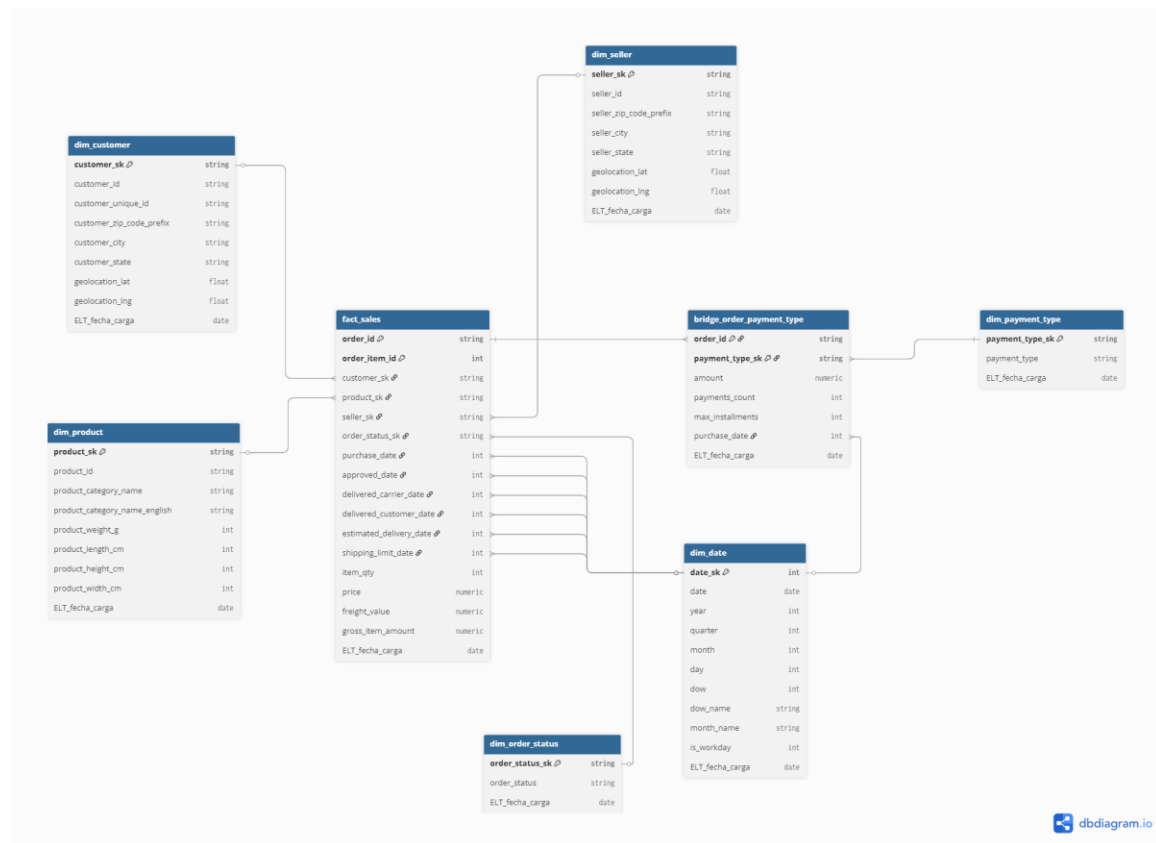 dim_seller
seller_sk string
seller_id string
seller_zip_code_prefix string
seller_city string
seller_state string
geolocation_lat float
geolocation_lng float
ELT_fecha_carga date
dim_customer
customer_sk string
customer_id string
customer_unique_id string
customer_zip_code_prefix string
customer_city string
customer_state string
geolocation_lat float
geolocation_lng float
ELT_fecha_carga date
fact_sales
order_id string
order_item_id int
customer_sk string
product_sk string
seller_sk string
order_status_sk string
purchase_date int
approved_date int
delivered_carrier_date int
delivered_customer_date int
estimated_delivery_date int
shipping_limit_date int
item_qty int
price numeric
freight_value numeric
gross_item_amount numeric
ELT_fecha_carga date
bridge_order_payment_type
order_id string
payment_type_sk string
amount numeric
payments_count int
max_installments int
purchase_date int
ELT_fecha_carga date
dim_payment_type
payment_type_sk string
payment_type string
ELT_fecha_carga date
dim_product
product_sk string
product_id string
product_category_name string
product_category_name_english string
product_weight_g int
product_length_cm int
product_height_cm int
product_width_cm int
ELT_fecha_carga date
dim_date
date_sk int
date date
year int
quarter int
month int
day int
dow int
dow_name string
month_name string
is_workday int
ELT_fecha_carga date
dim_order_status
order_status_sk string
order_status string
ELT_fecha_carga date
dbdiagram.io